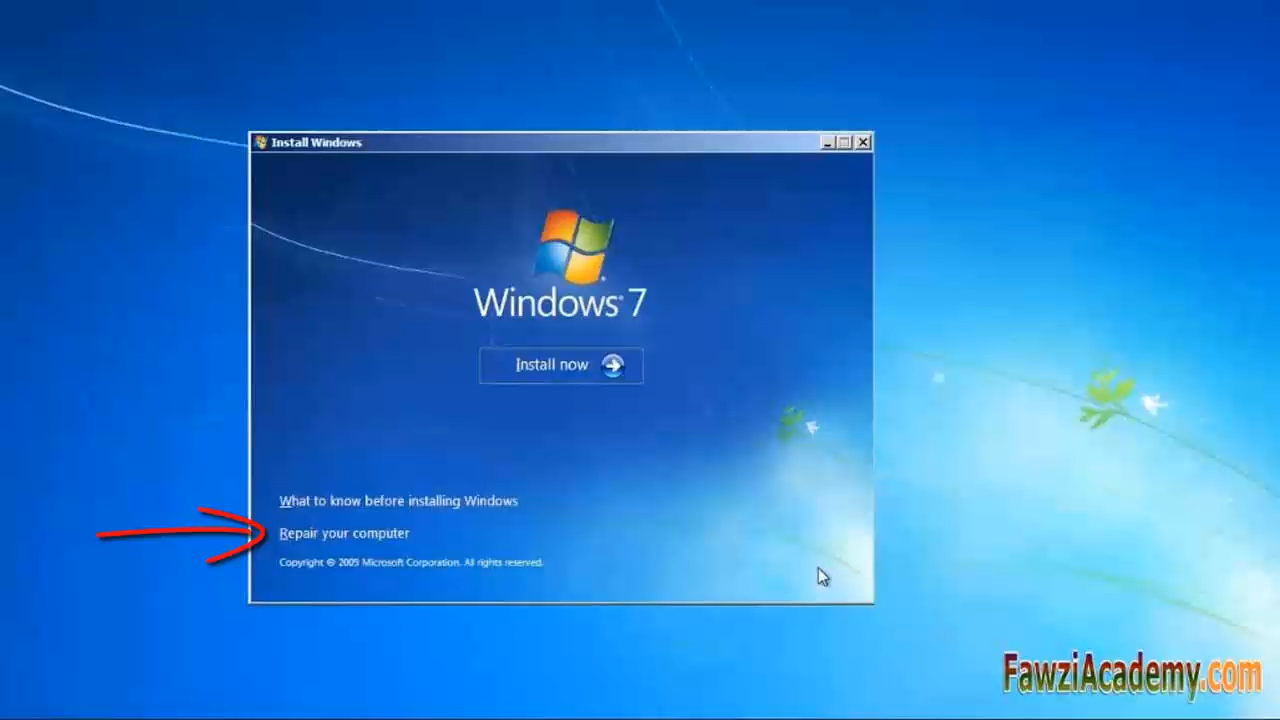 Install Windows
Windows® 7
Install now
What to know before installing Windows
Repair your computer
Copyright © 2009 Microsoft Corporation. All rights reserved.
FawziAcademy.com